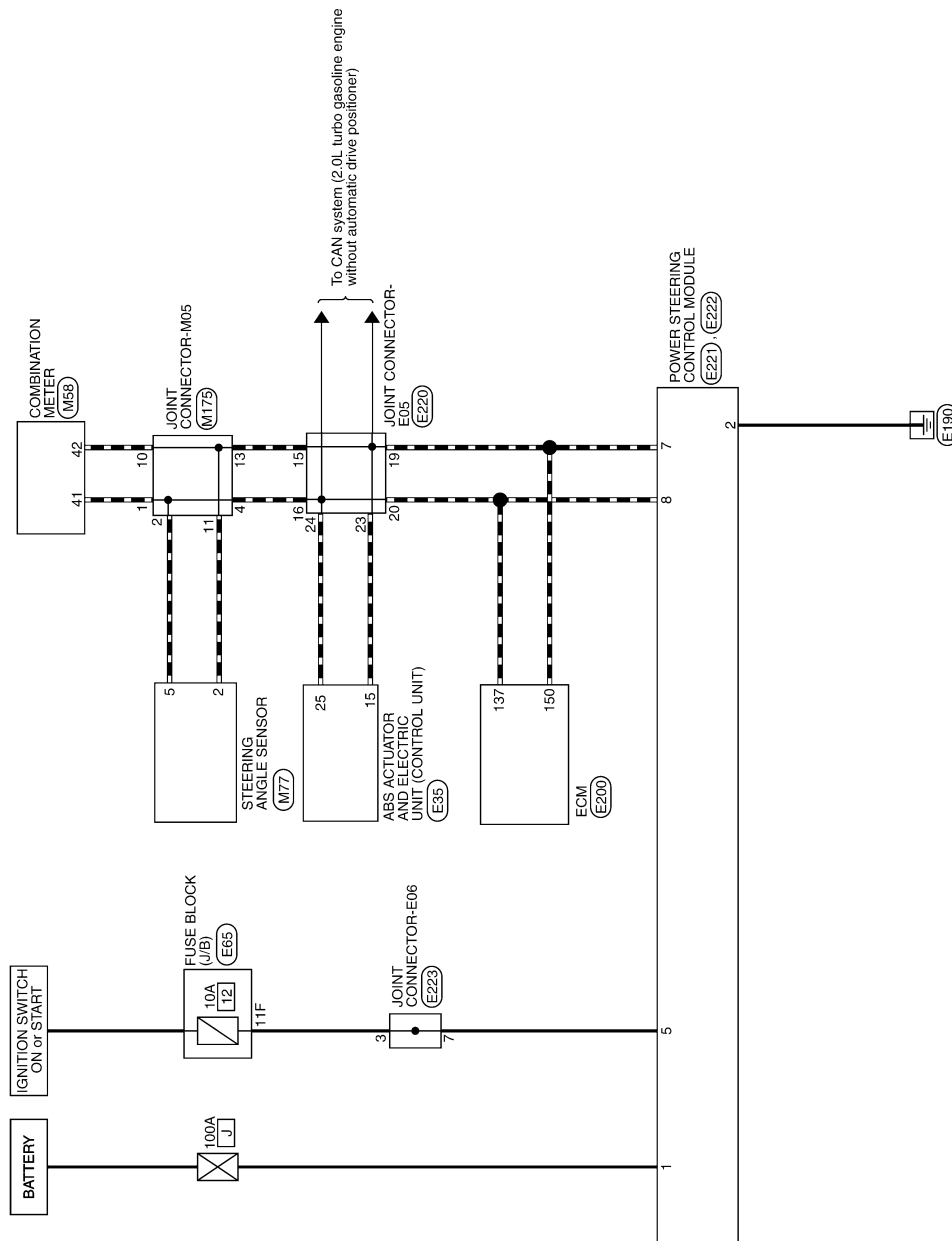 BATTERY
100A
J
1
IGNITION SWITCH
ON or START
FUSE BLOCK
(J/B)
E65
10A
12
11F
JOINT
CONNECTOR-E06
E223
3
7
5
COMBINATION
METER
M58
41
42
JOINT
CONNECTOR-M05
M175
1
10
2
11
4
13
STEERING
ANGLE SENSOR
M77
5
2
To CAN system (2.0L turbo gasoline engine
without automatic drive positioner)
JOINT CONNECTOR-
E05
E220
16
15
24
23
20
19
ABS ACTUATOR
AND ELECTRIC
UNIT (CONTROL UNIT)
E35
25
15
ECM
E200
137
150
8
7
POWER STEERING
CONTROL MODULE
E221 , E222
2
E190